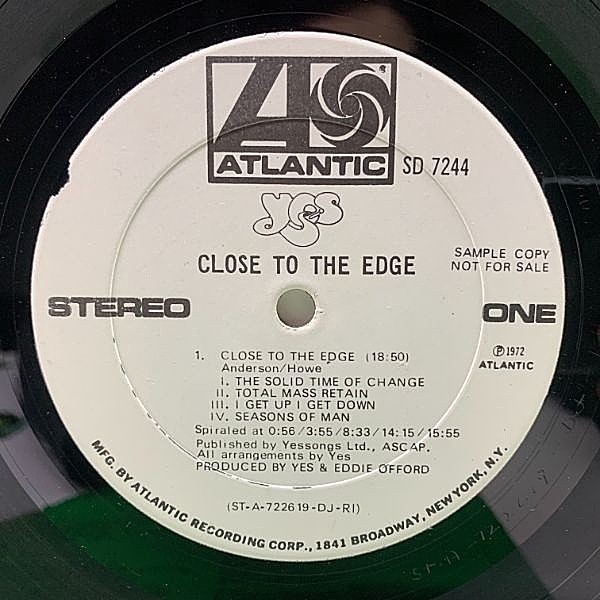 ATLANTIC
SD 7244
yes
CLOSE TO THE EDGE
SAMPLE COPY
NOT FOR SALE
STEREO
ONE
℗ 1972
ATLANTIC
1. CLOSE TO THE EDGE (18:50)
Anderson/Howe
I. THE SOLID TIME OF CHANGE
II. TOTAL MASS RETAIN
III. I GET UP I GET DOWN
IV. SEASONS OF MAN
Spiraled at 0:56/3:55/8:33/14:15/15:55
Published by Yessongs Ltd., ASCAP.
All arrangements by Yes
PRODUCED BY YES & EDDIE OFFORD
(ST-A-722619-DJ-RI)
MFG. BY ATLANTIC RECORDING CORP., 1841 BROADWAY, NEW YORK, N.Y.